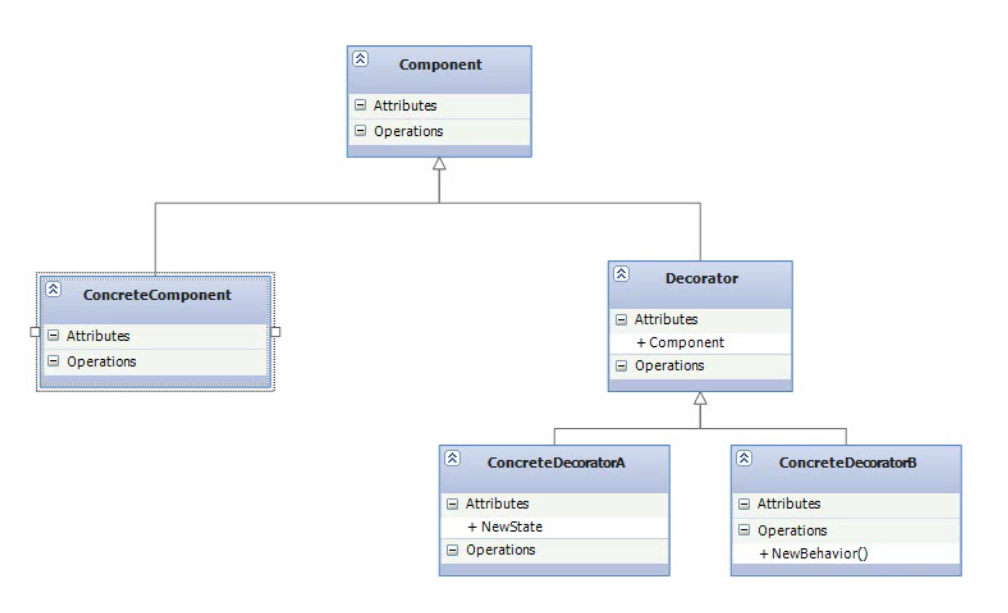 Component
Attributes
Operations
ConcreteComponent
Attributes
Operations
Decorator
Attributes
+ Component
Operations
ConcreteDecoratorA
Attributes
+ NewState
Operations
ConcreteDecoratorB
Attributes
Operations
+ NewBehavior()